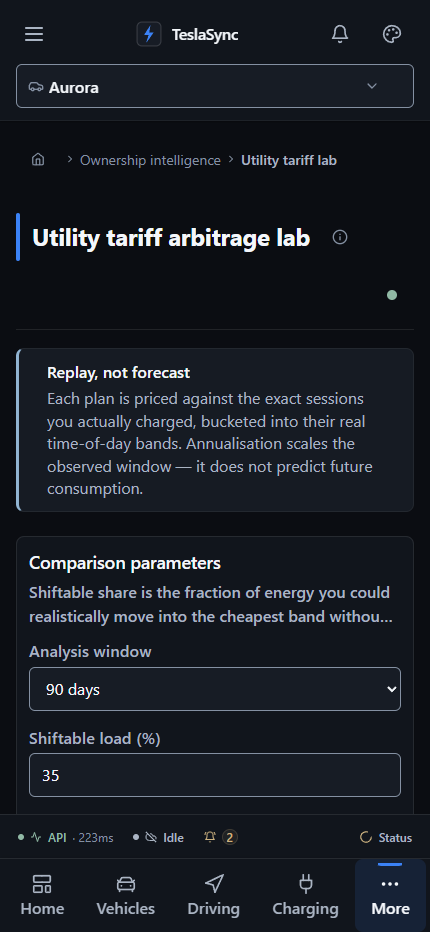 TeslaSync
Aurora
Ownership intelligence
Utility tariff lab
Utility tariff arbitrage lab
Replay, not forecast
Each plan is priced against the exact sessions
you actually charged, bucketed into their real
time-of-day bands. Annualisation scales the
observed window — it does not predict future
consumption.
Comparison parameters
Shiftable share is the fraction of energy you could
realistically move into the cheapest band withou...
Analysis window
90 days
Shiftable load (%)
35
API · 223ms
Idle
2
Status
Home
Vehicles
Driving
Charging
More